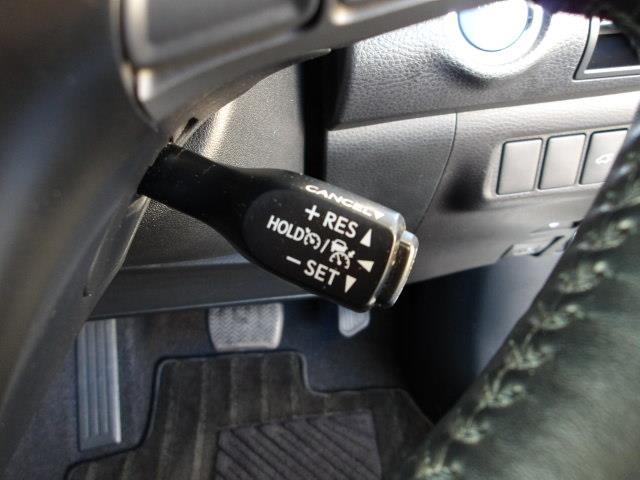 CANCEL
+ RES ▲
HOLD /
− SET ▼